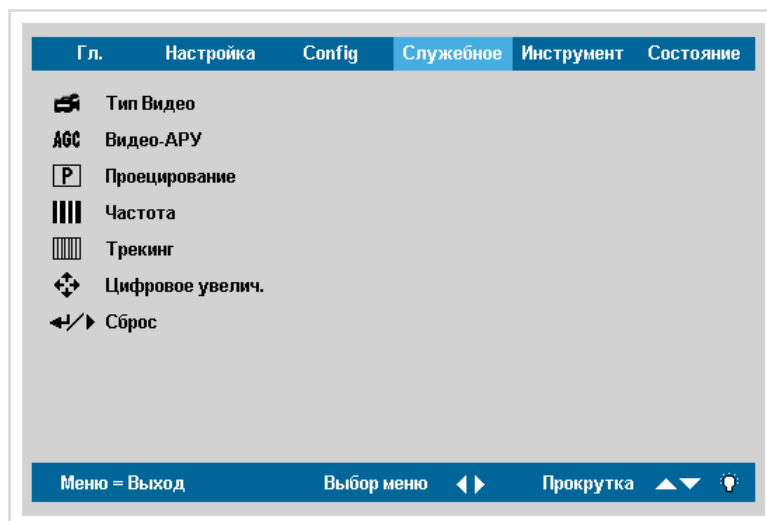 Гл. Настройка Config Служебное Инструмент Состояние
Тип Видео
AGC Видео-АРУ
P Проецирование
Частота
Трекинг
Цифровое увелич.
Сброс
Меню = Выход Выбор меню Прокрутка